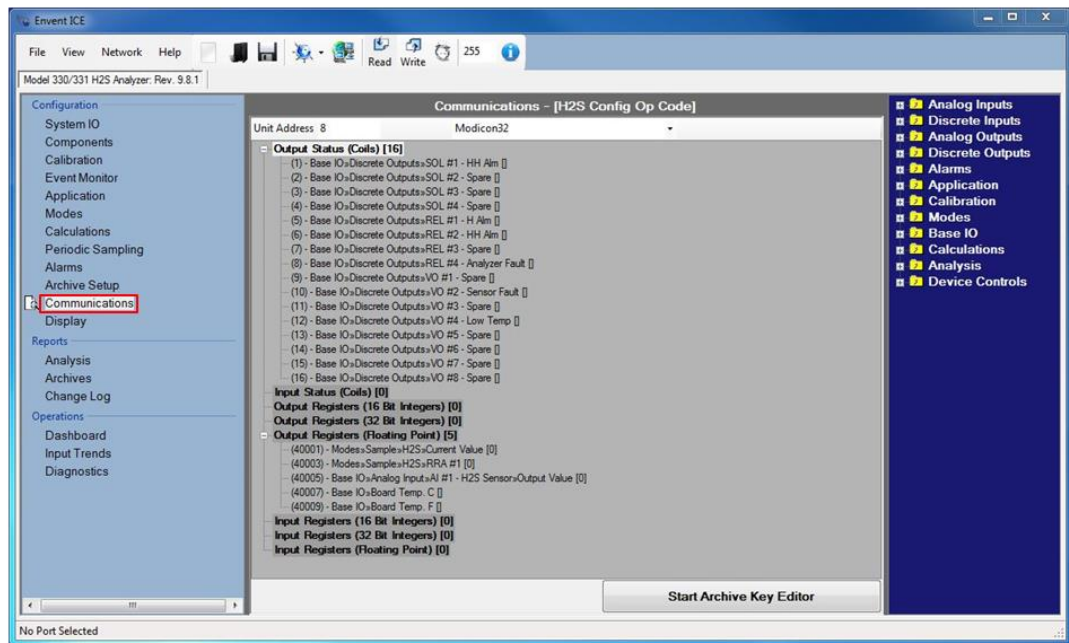 Envent ICE
File View Network Help Read Write 255
Model 330/331 H2S Analyzer: Rev. 9.8.1
Configuration
System IO
Components
Calibration
Event Monitor
Application
Modes
Calculations
Periodic Sampling
Alarms
Archive Setup
Communications
Display
Reports
Analysis
Archives
Change Log
Operations
Dashboard
Input Trends
Diagnostics
Communications - [H2S Config Op Code]
Unit Address 8 Modicon32
Output Status (Coils) [16]
(1) - Base IO»Discrete Outputs»SOL #1 - HH Alm []
(2) - Base IO»Discrete Outputs»SOL #2 - Spare []
(3) - Base IO»Discrete Outputs»SOL #3 - Spare []
(4) - Base IO»Discrete Outputs»SOL #4 - Spare []
(5) - Base IO»Discrete Outputs»REL #1 - H Alm []
(6) - Base IO»Discrete Outputs»REL #2 - HH Alm []
(7) - Base IO»Discrete Outputs»REL #3 - Spare []
(8) - Base IO»Discrete Outputs»REL #4 - Analyzer Fault []
(9) - Base IO»Discrete Outputs»VO #1 - Spare []
(10) - Base IO»Discrete Outputs»VO #2 - Sensor Fault []
(11) - Base IO»Discrete Outputs»VO #3 - Spare []
(12) - Base IO»Discrete Outputs»VO #4 - Low Temp []
(13) - Base IO»Discrete Outputs»VO #5 - Spare []
(14) - Base IO»Discrete Outputs»VO #6 - Spare []
(15) - Base IO»Discrete Outputs»VO #7 - Spare []
(16) - Base IO»Discrete Outputs»VO #8 - Spare []
Input Status (Coils) [0]
Output Registers (16 Bit Integers) [0]
Output Registers (32 Bit Integers) [0]
Output Registers (Floating Point) [5]
(40001) - Modes»Sample»H2S»Current Value [0]
(40003) - Modes»Sample»H2S»RRA #1 [0]
(40005) - Base IO»Analog Input»AI #1 - H2S Sensor»Output Value [0]
(40007) - Base IO»Board Temp. C []
(40009) - Base IO»Board Temp. F []
Input Registers (16 Bit Integers) [0]
Input Registers (32 Bit Integers) [0]
Input Registers (Floating Point) [0]
Start Archive Key Editor
Analog Inputs
Discrete Inputs
Analog Outputs
Discrete Outputs
Alarms
Application
Calibration
Modes
Base IO
Calculations
Analysis
Device Controls
No Port Selected